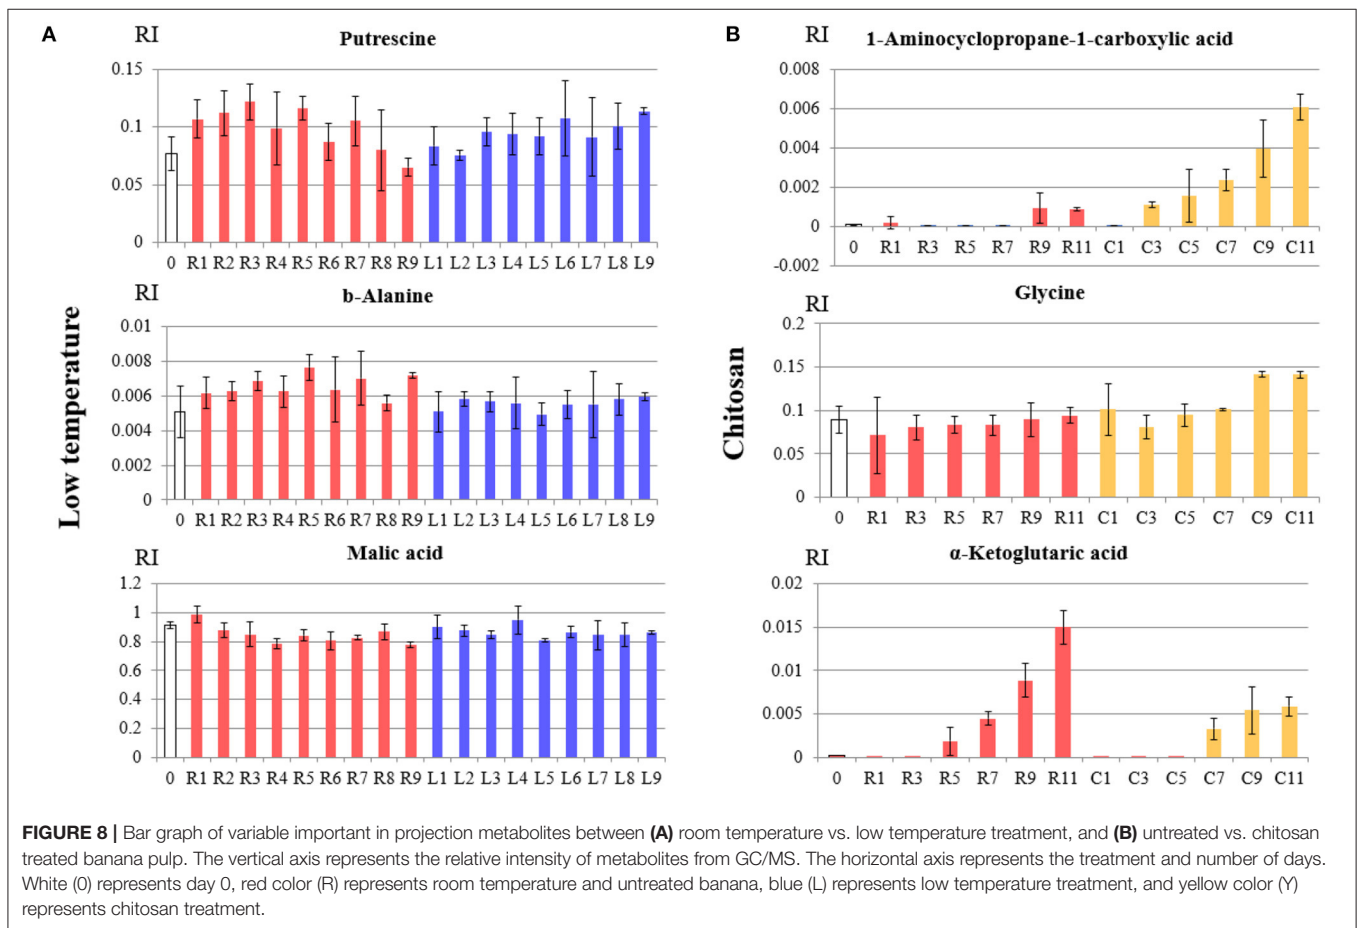 A
RI
Putrescine
0.15
0.1
0.05
0
0 R1 R2 R3 R4 R5 R6 R7 R8 R9 L1 L2 L3 L4 L5 L6 L7 L8 L9
RI
b-Alanine
0.01
0.008
0.006
0.004
0.002
0
0 R1 R2 R3 R4 R5 R6 R7 R8 R9 L1 L2 L3 L4 L5 L6 L7 L8 L9
Low temperature
RI
Malic acid
1.2
1
0.8
0.6
0.4
0.2
0
0 R1 R2 R3 R4 R5 R6 R7 R8 R9 L1 L2 L3 L4 L5 L6 L7 L8 L9
B
RI
1-Aminocyclopropane-1-carboxylic acid
0.008
0.006
0.004
0.002
0
-0.002
0 R1 R3 R5 R7 R9 R11 C1 C3 C5 C7 C9 C11
RI
Glycine
0.2
0.15
0.1
0.05
0
0 R1 R3 R5 R7 R9 R11 C1 C3 C5 C7 C9 C11
Chitosan
RI
α-Ketoglutaric acid
0.02
0.015
0.01
0.005
0
0 R1 R3 R5 R7 R9 R11 C1 C3 C5 C7 C9 C11
FIGURE 8 | Bar graph of variable important in projection metabolites between (A) room temperature vs. low temperature treatment, and (B) untreated vs. chitosan
treated banana pulp. The vertical axis represents the relative intensity of metabolites from GC/MS. The horizontal axis represents the treatment and number of days.
White (0) represents day 0, red color (R) represents room temperature and untreated banana, blue (L) represents low temperature treatment, and yellow color (Y)
represents chitosan treatment.